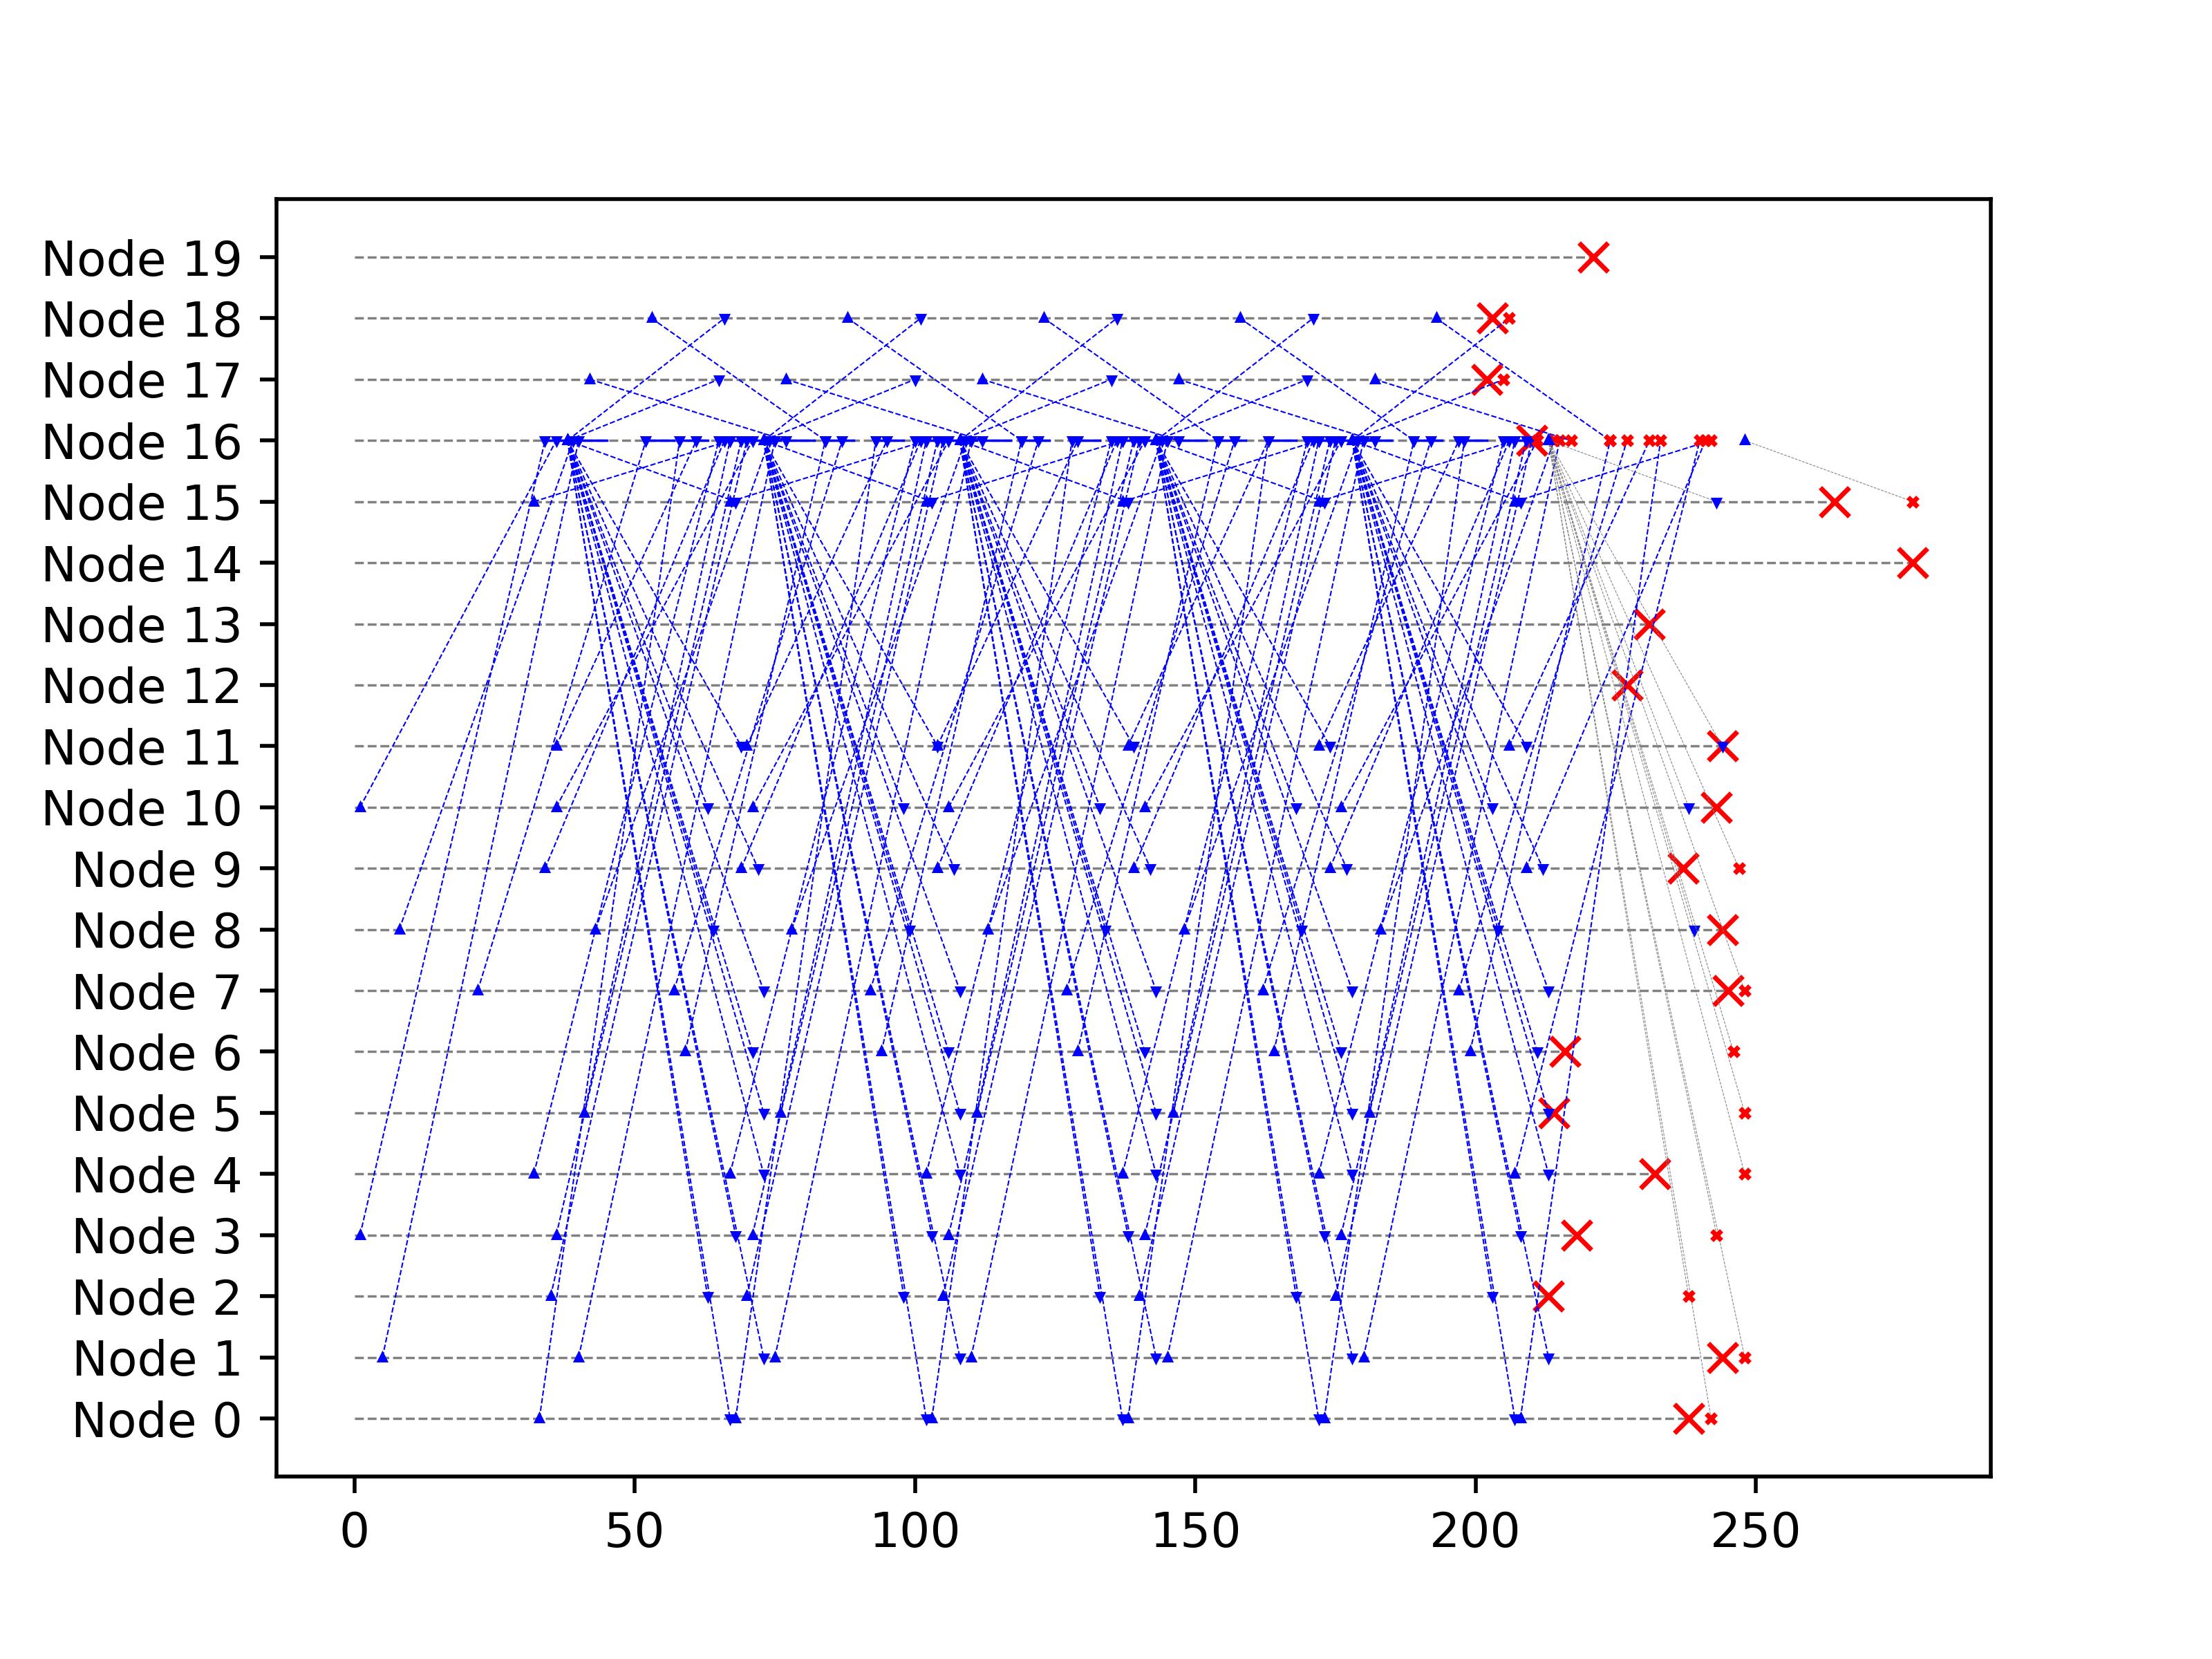 Node 19
Node 18
Node 17
Node 16
Node 15
Node 14
Node 13
Node 12
Node 11
Node 10
Node 9
Node 8
Node 7
Node 6
Node 5
Node 4
Node 3
Node 2
Node 1
Node 0
0 50 100 150 200 250